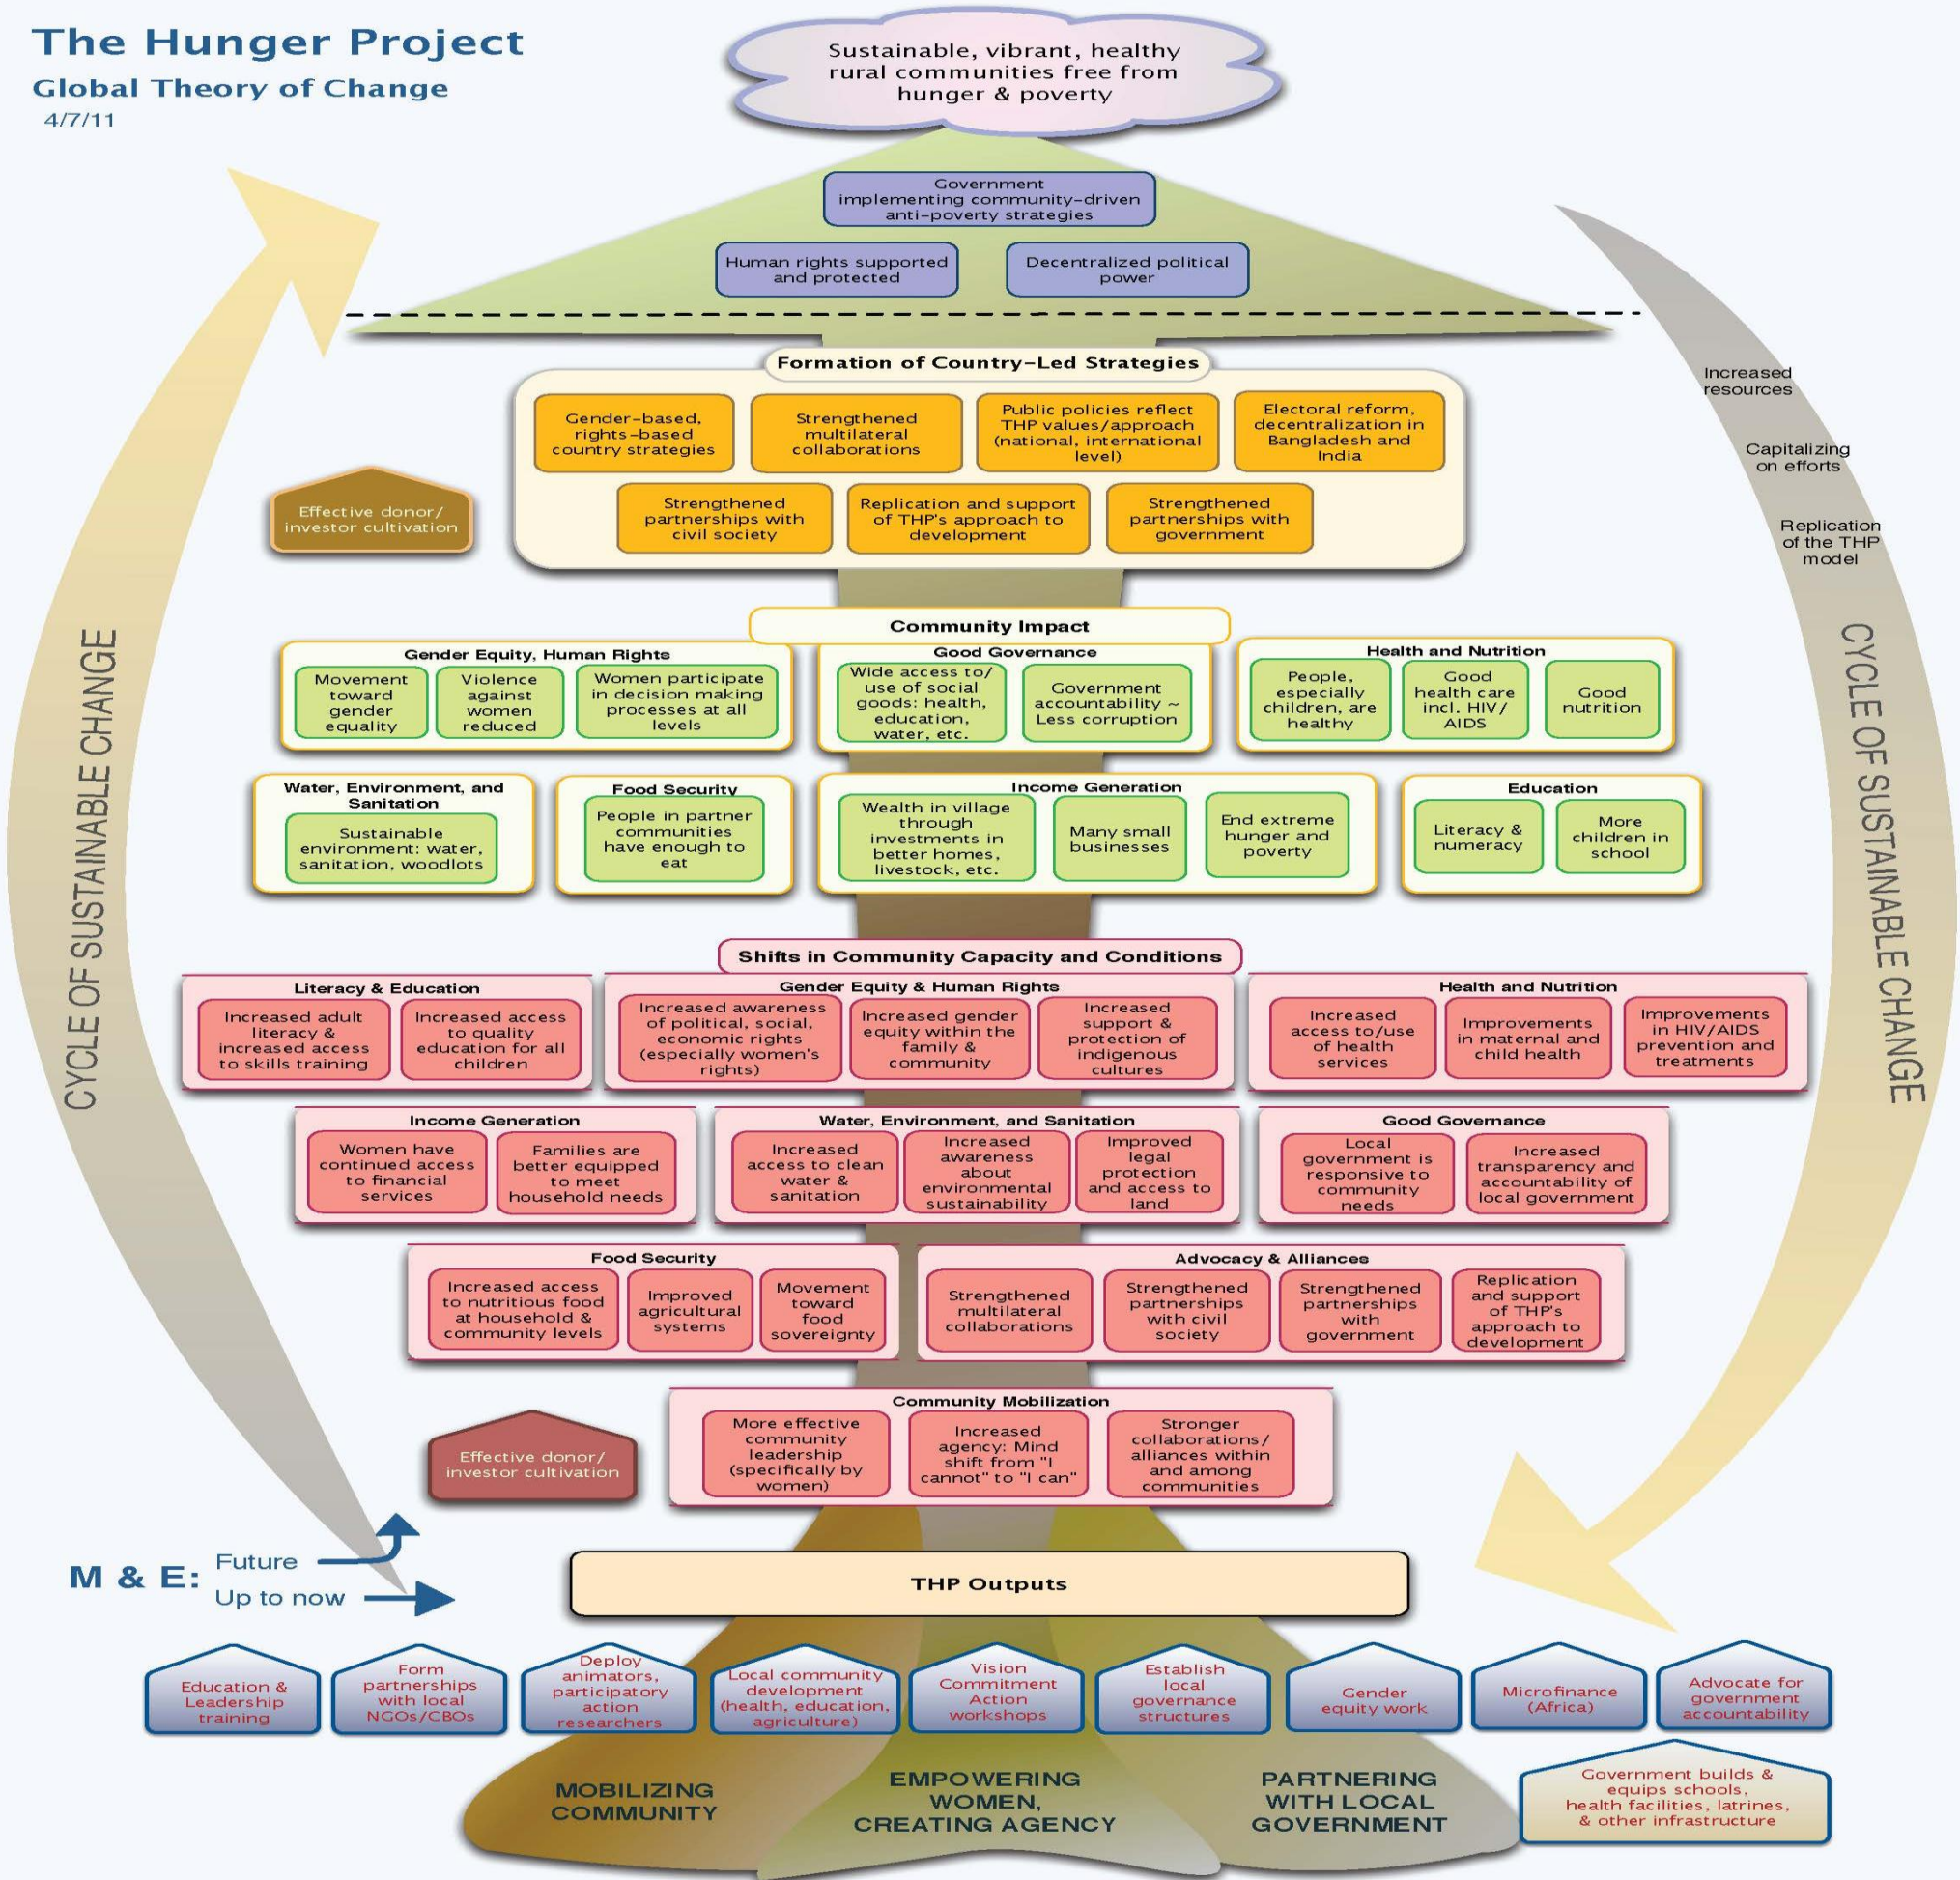 The Hunger Project
Global Theory of Change
4/7/11
Sustainable, vibrant, healthy
rural communities free from
hunger & poverty
Government
implementing community-driven
anti-poverty strategies
Human rights supported
and protected
Decentralized political
power
Formation of Country-Led Strategies
Gender-based,
rights-based
country strategies
Strengthened
multilateral
collaborations
Public policies reflect
THP values/approach
(national, international
level)
Electoral reform,
decentralization in
Bangladesh and
India
Strengthened
partnerships with
civil society
Replication and support
of THP's approach to
development
Strengthened
partnerships with
government
Effective donor/
investor cultivation
Increased
resources
Capitalizing
on efforts
Replication
of the THP
model
CYCLE OF SUSTAINABLE CHANGE
CYCLE OF SUSTAINABLE CHANGE
Community Impact
Gender Equity, Human Rights
Movement
toward
gender
equality
Violence
against
women
reduced
Women participate
in decision making
processes at all
levels
Good Governance
Wide access to/
use of social
goods: health,
education,
water, etc.
Government
accountability ~
Less corruption
Health and Nutrition
People,
especially
children, are
healthy
Good
health care
incl. HIV/
AIDS
Good
nutrition
Water, Environment, and
Sanitation
Sustainable
environment: water,
sanitation, woodlots
Food Security
People in partner
communities
have enough to
eat
Income Generation
Wealth in village
through
investments in
better homes,
livestock, etc.
Many small
businesses
End extreme
hunger and
poverty
Education
Literacy &
numeracy
More
children in
school
Shifts in Community Capacity and Conditions
Literacy & Education
Increased adult
literacy &
increased access
to skills training
Increased access
to quality
education for all
children
Gender Equity & Human Rights
Increased awareness
of political, social,
economic rights
(especially women's
rights)
Increased gender
equity within the
family &
community
Increased
support &
protection of
indigenous
cultures
Health and Nutrition
Increased
access to/use
of health
services
Improvements
in maternal and
child health
Improvements
in HIV/AIDS
prevention and
treatments
Income Generation
Women have
continued access
to financial
services
Families are
better equipped
to meet
household needs
Water, Environment, and Sanitation
Increased
access to clean
water &
sanitation
Increased
awareness
about
environmental
sustainability
Improved
legal
protection
and access to
land
Good Governance
Local
government is
responsive to
community
needs
Increased
transparency and
accountability of
local government
Food Security
Increased access
to nutritious food
at household &
community levels
Improved
agricultural
systems
Movement
toward
food
sovereignty
Advocacy & Alliances
Strengthened
multilateral
collaborations
Strengthened
partnerships
with civil
society
Strengthened
partnerships
with
government
Replication
and support
of THP's
approach to
development
Community Mobilization
More effective
community
leadership
(specifically by
women)
Increased
agency: Mind
shift from "I
cannot" to "I can"
Stronger
collaborations/
alliances within
and among
communities
Effective donor/
investor cultivation
M & E:
Future
Up to now
THP Outputs
Education &
Leadership
training
Form
partnerships
with local
NGOs/CBOs
Deploy
animators,
participatory
action
researchers
Local community
development
(health, education,
agriculture)
Vision
Commitment
Action
workshops
Establish
local
governance
structures
Gender
equity work
Microfinance
(Africa)
Advocate for
government
accountability
MOBILIZING
COMMUNITY
EMPOWERING
WOMEN,
CREATING AGENCY
PARTNERING
WITH LOCAL
GOVERNMENT
Government builds &
equips schools,
health facilities, latrines,
& other infrastructure